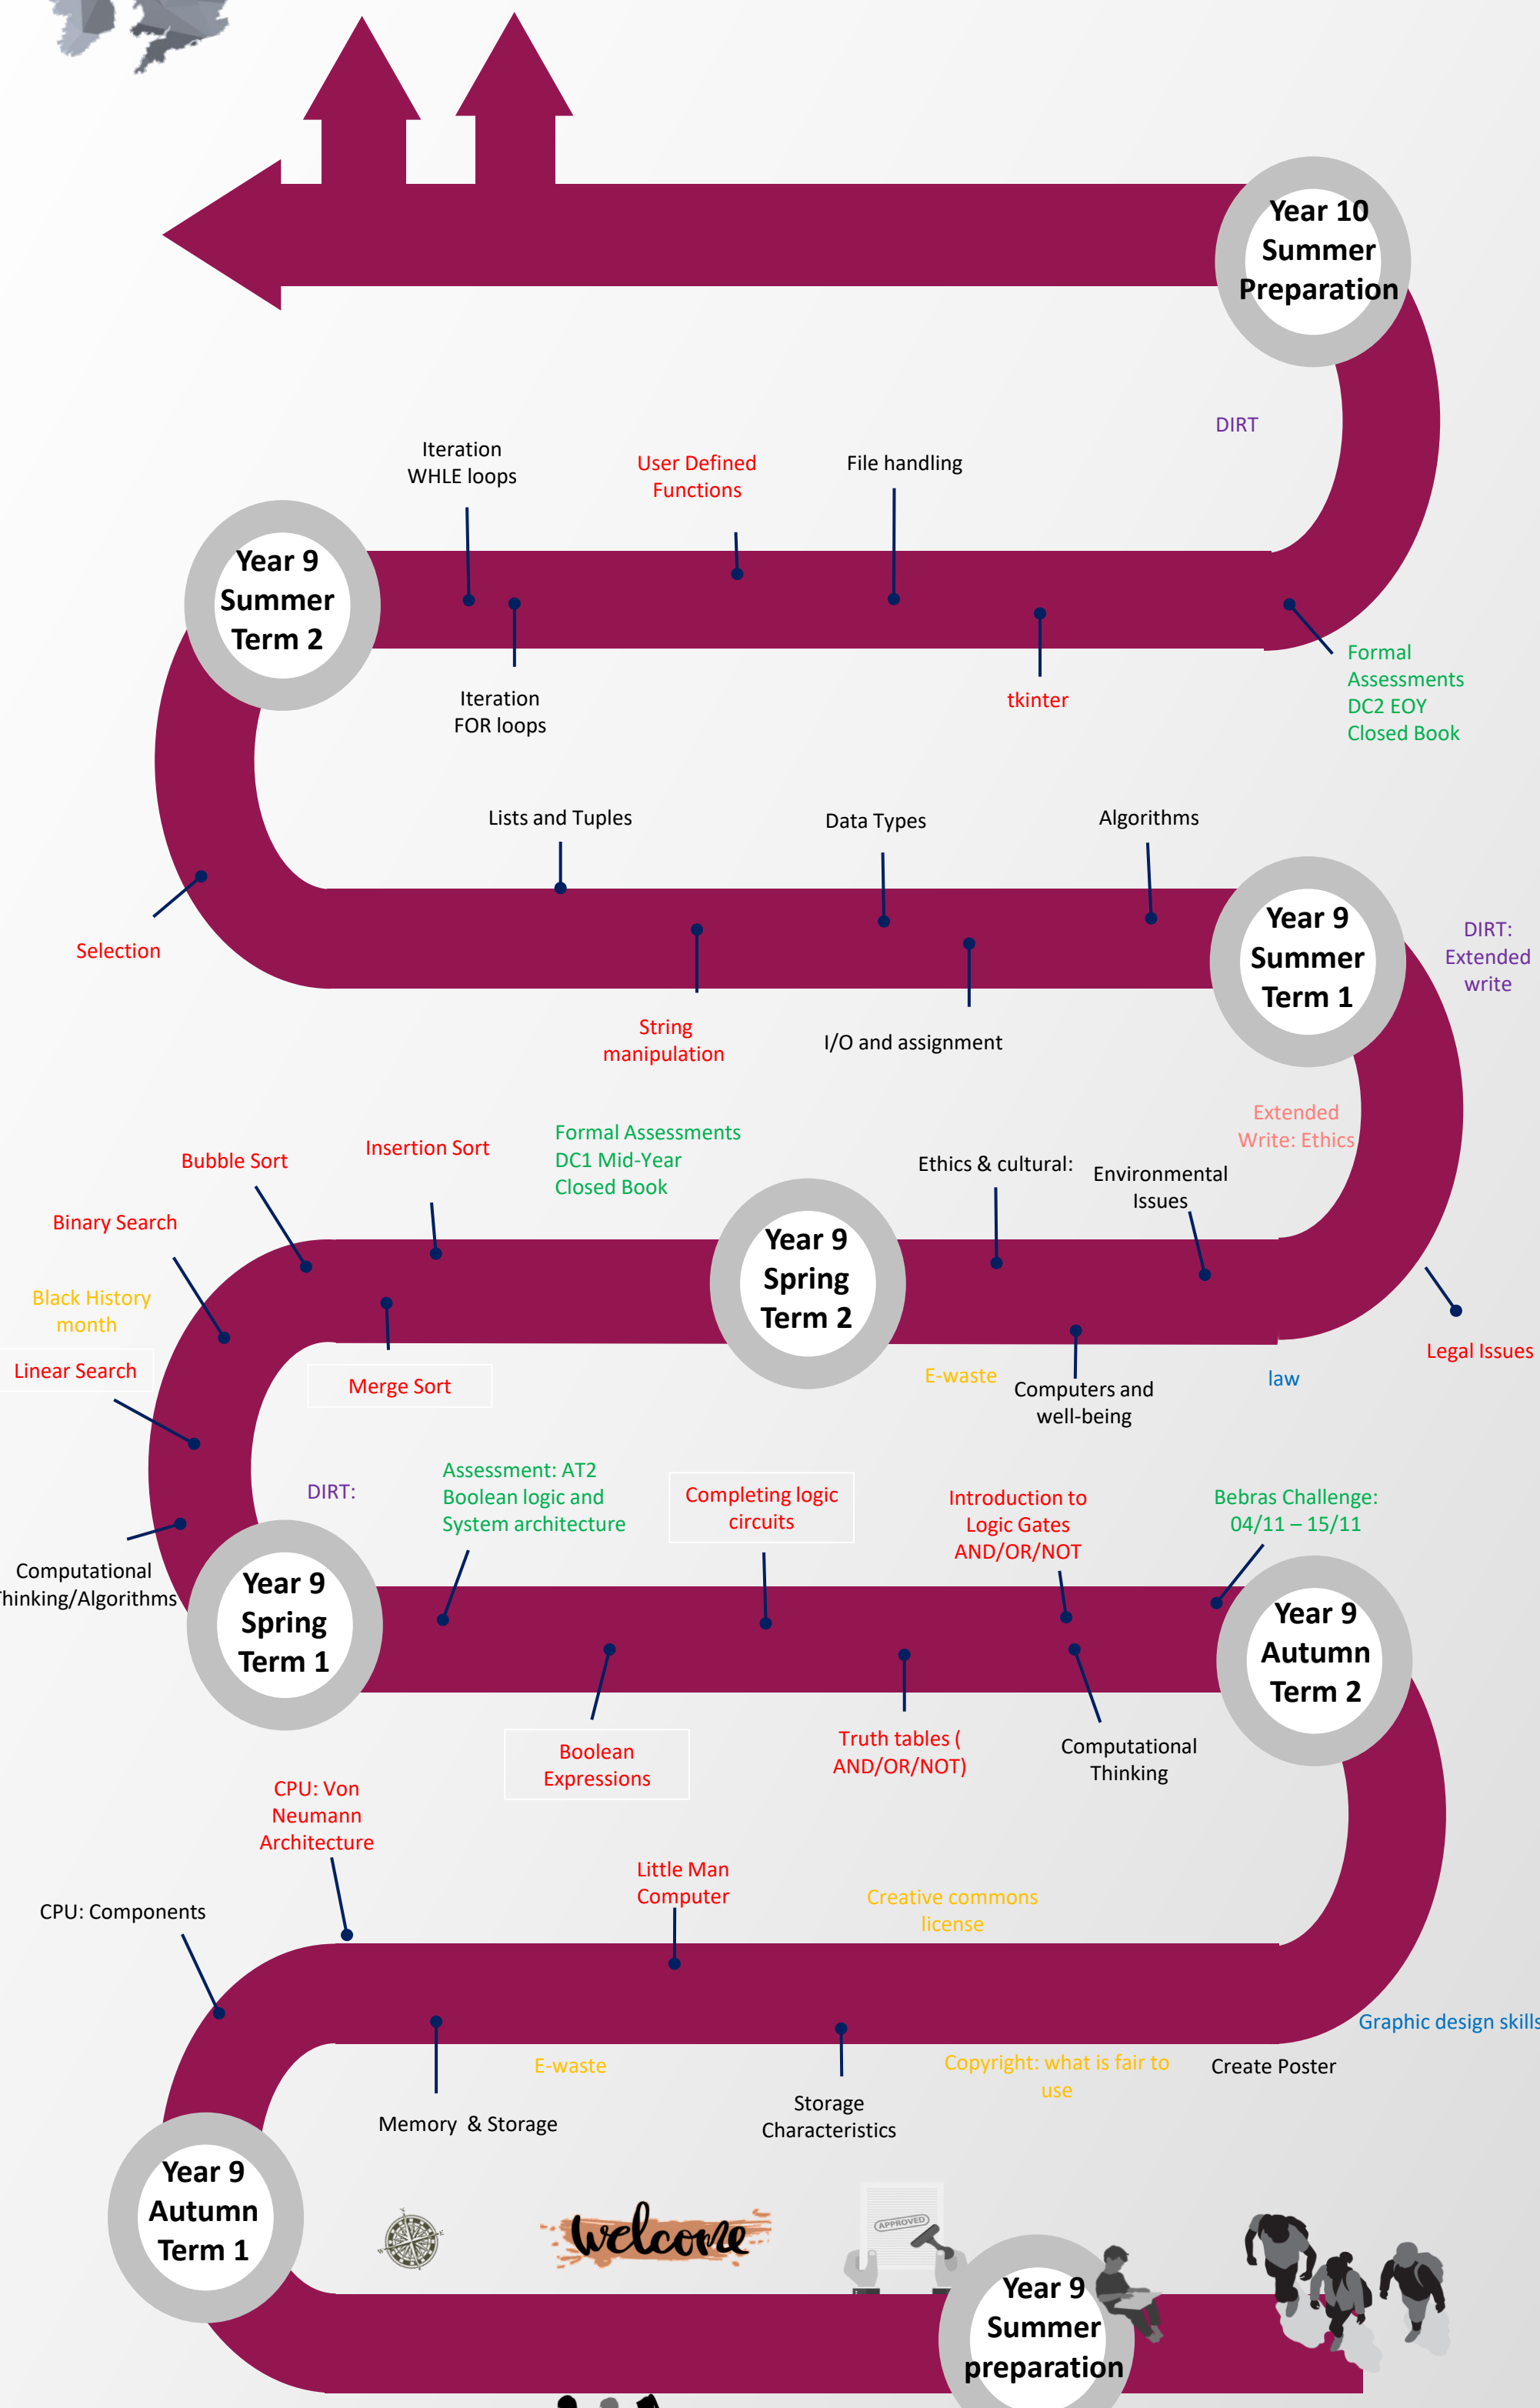 Year 10
Summer
Preparation
DIRT
Iteration
WHLE loops
User Defined
Functions
File handling
Year 9
Summer
Term 2
Iteration
FOR loops
tkinter
Formal
Assessments
DC2 EOY
Closed Book
Lists and Tuples
Data Types
Algorithms
Selection
Year 9
Summer
Term 1
DIRT:
Extended
write
String
manipulation
I/O and assignment
Extended
Write: Ethics
Bubble Sort
Insertion Sort
Formal Assessments
DC1 Mid-Year
Closed Book
Ethics & cultural:
Environmental
Issues
Binary Search
Year 9
Spring
Term 2
Black History
month
Linear Search
Merge Sort
E-waste
Computers and
well-being
law
Legal Issues
DIRT:
Assessment: AT2
Boolean logic and
System architecture
Completing logic
circuits
Introduction to
Logic Gates
AND/OR/NOT
Bebras Challenge:
04/11 – 15/11
Computational
hinking/Algorithms
Year 9
Spring
Term 1
Year 9
Autumn
Term 2
Boolean
Expressions
Truth tables (
AND/OR/NOT)
Computational
Thinking
CPU: Von
Neumann
Architecture
Little Man
Computer
Creative commons
license
CPU: Components
Graphic design skills
E-waste
Copyright: what is fair to
use
Create Poster
Memory & Storage
Storage
Characteristics
Year 9
Autumn
Term 1
welcome
APPROVED
Year 9
Summer
preparation